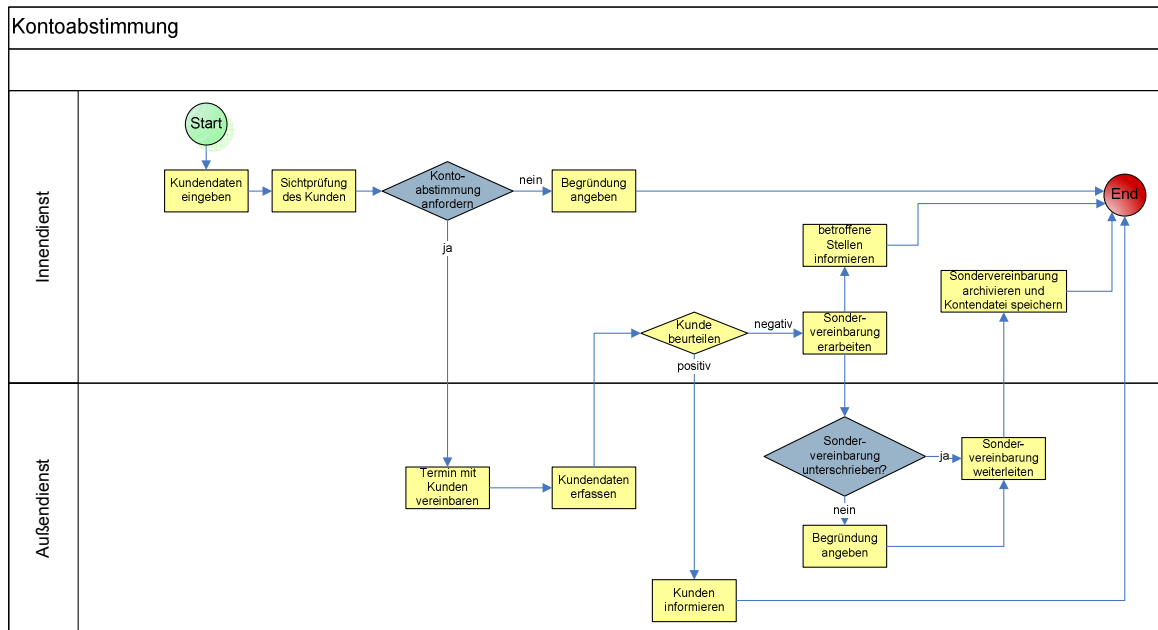 Kontoabstimmung
Innendienst
Start
Kundendaten
eingeben
Sichtprüfung
des Kunden
Konto-
abstimmung
anfordern
nein
Begründung
angeben
End
ja
betroffene
Stellen
informieren
Sondervereinbarung
archivieren und
Kontendatei speichern
Kunde
beurteilen
negativ
Sonder-
vereinbarung
erarbeiten
positiv
Außendienst
Termin mit
Kunden
vereinbaren
Kundendaten
erfassen
Sonder-
vereinbarung
unterschrieben?
ja
Sonder-
vereinbarung
weiterleiten
nein
Begründung
angeben
Kunden
informieren